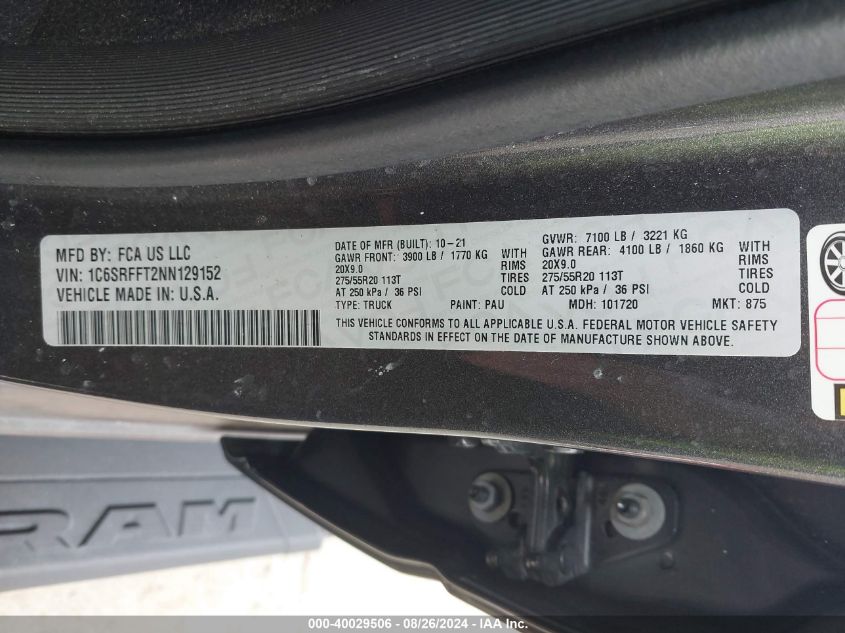 MFD BY: FCA US LLC
VIN: 1C6SRFFT2NN129152
VEHICLE MADE IN: U.S.A.
DATE OF MFR (BUILT): 10-21
GAWR FRONT: 3900 LB / 1770 KG WITH
20X9.0 RIMS
275/55R20 113T TIRES
AT 250 kPa / 36 PSI COLD
TYPE: TRUCK PAINT: PAU
GVWR: 7100 LB / 3221 KG
GAWR REAR: 4100 LB / 1860 KG WITH
20X9.0 RIMS
275/55R20 113T TIRES
AT 250 kPa / 36 PSI COLD
MDH: 101720 MKT: 875
THIS VEHICLE CONFORMS TO ALL APPLICABLE U.S.A. FEDERAL MOTOR VEHICLE SAFETY
STANDARDS IN EFFECT ON THE DATE OF MANUFACTURE SHOWN ABOVE.
RAM
000-40029506 - 08/26/2024 - IAAI.COM